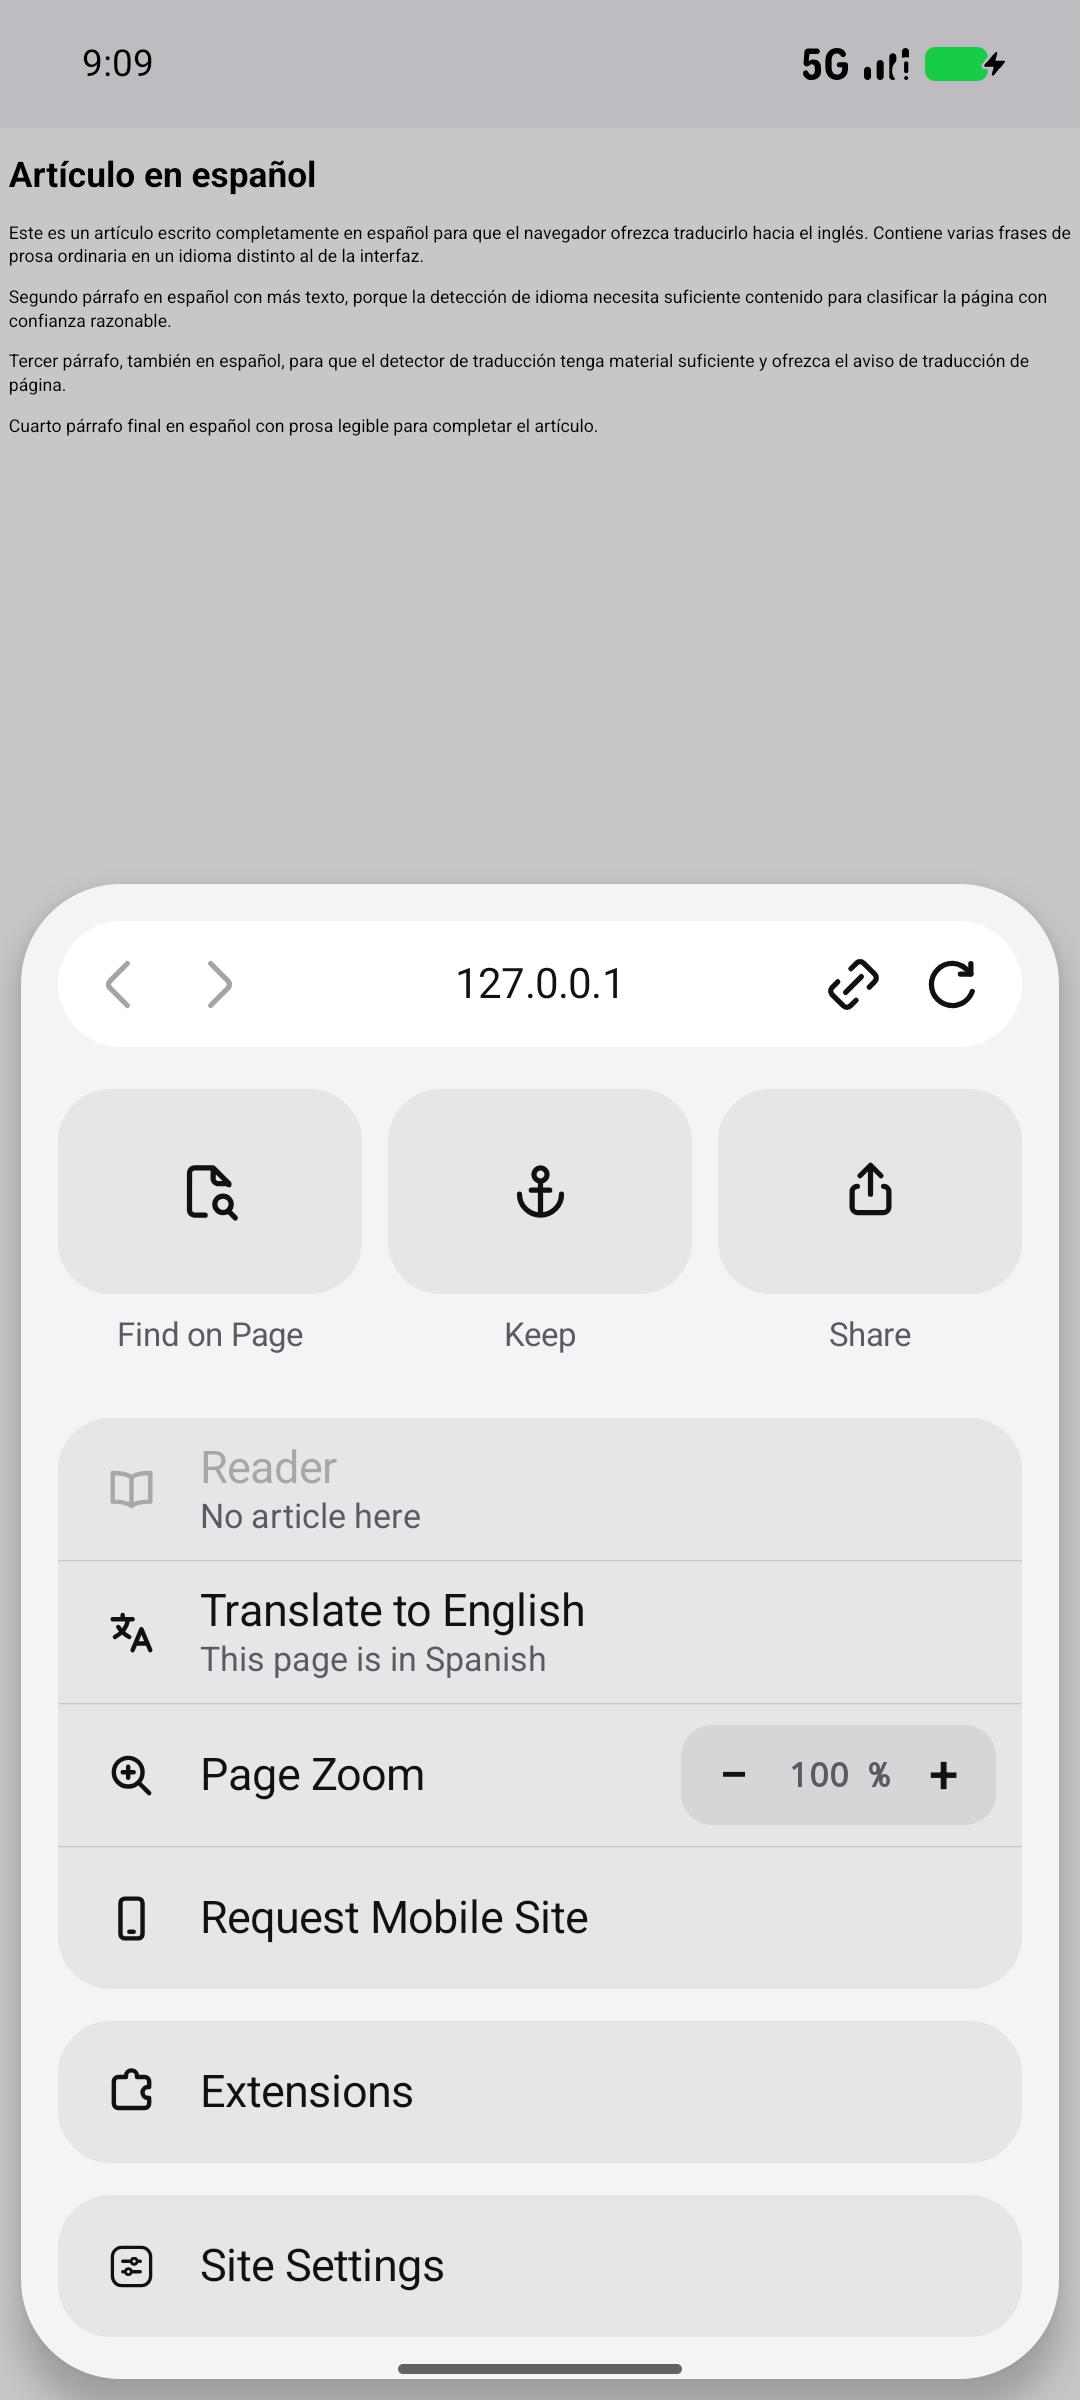 9:09
5G
Artículo en español
Este es un artículo escrito completamente en español para que el navegador ofrezca traducirlo hacia el inglés. Contiene varias frases de
prosa ordinaria en un idioma distinto al de la interfaz.
Segundo párrafo en español con más texto, porque la detección de idioma necesita suficiente contenido para clasificar la página con
confianza razonable.
Tercer párrafo, también en español, para que el detector de traducción tenga material suficiente y ofrezca el aviso de traducción de
página.
Cuarto párrafo final en español con prosa legible para completar el artículo.
127.0.0.1
Find on Page
Keep
Share
Reader
No article here
Translate to English
This page is in Spanish
Page Zoom
− 100 % +
Request Mobile Site
Extensions
Site Settings